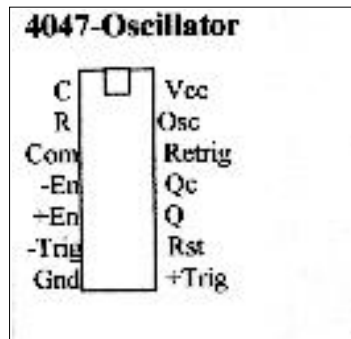 4047-Oscillator
C Vcc
R Osc
Com Retrig
-En Qc
+En Q
-Trig Rst
Gnd +Trig